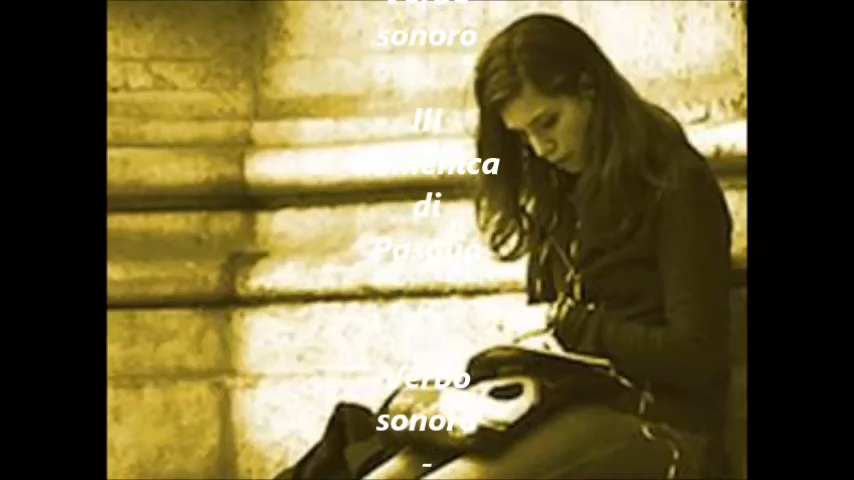 sonoro
III
domenica
di
Pasqua
Verbo
sonoro
-